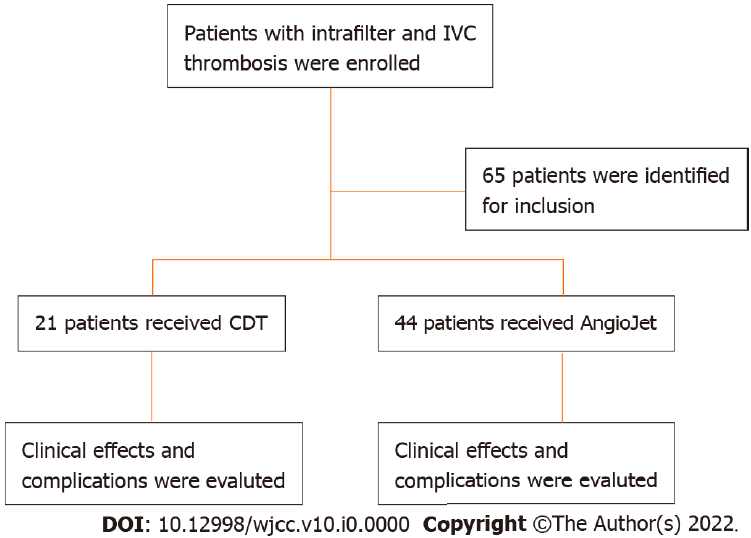 Patients with intrafilter and IVC
thrombosis were enrolled
65 patients were identified
for inclusion
21 patients received CDT
44 patients received AngioJet
Clinical effects and
complications were evaluted
Clinical effects and
complications were evaluted
DOI: 10.12998/wjcc.v10.i0.0000 Copyright ©The Author(s) 2022.